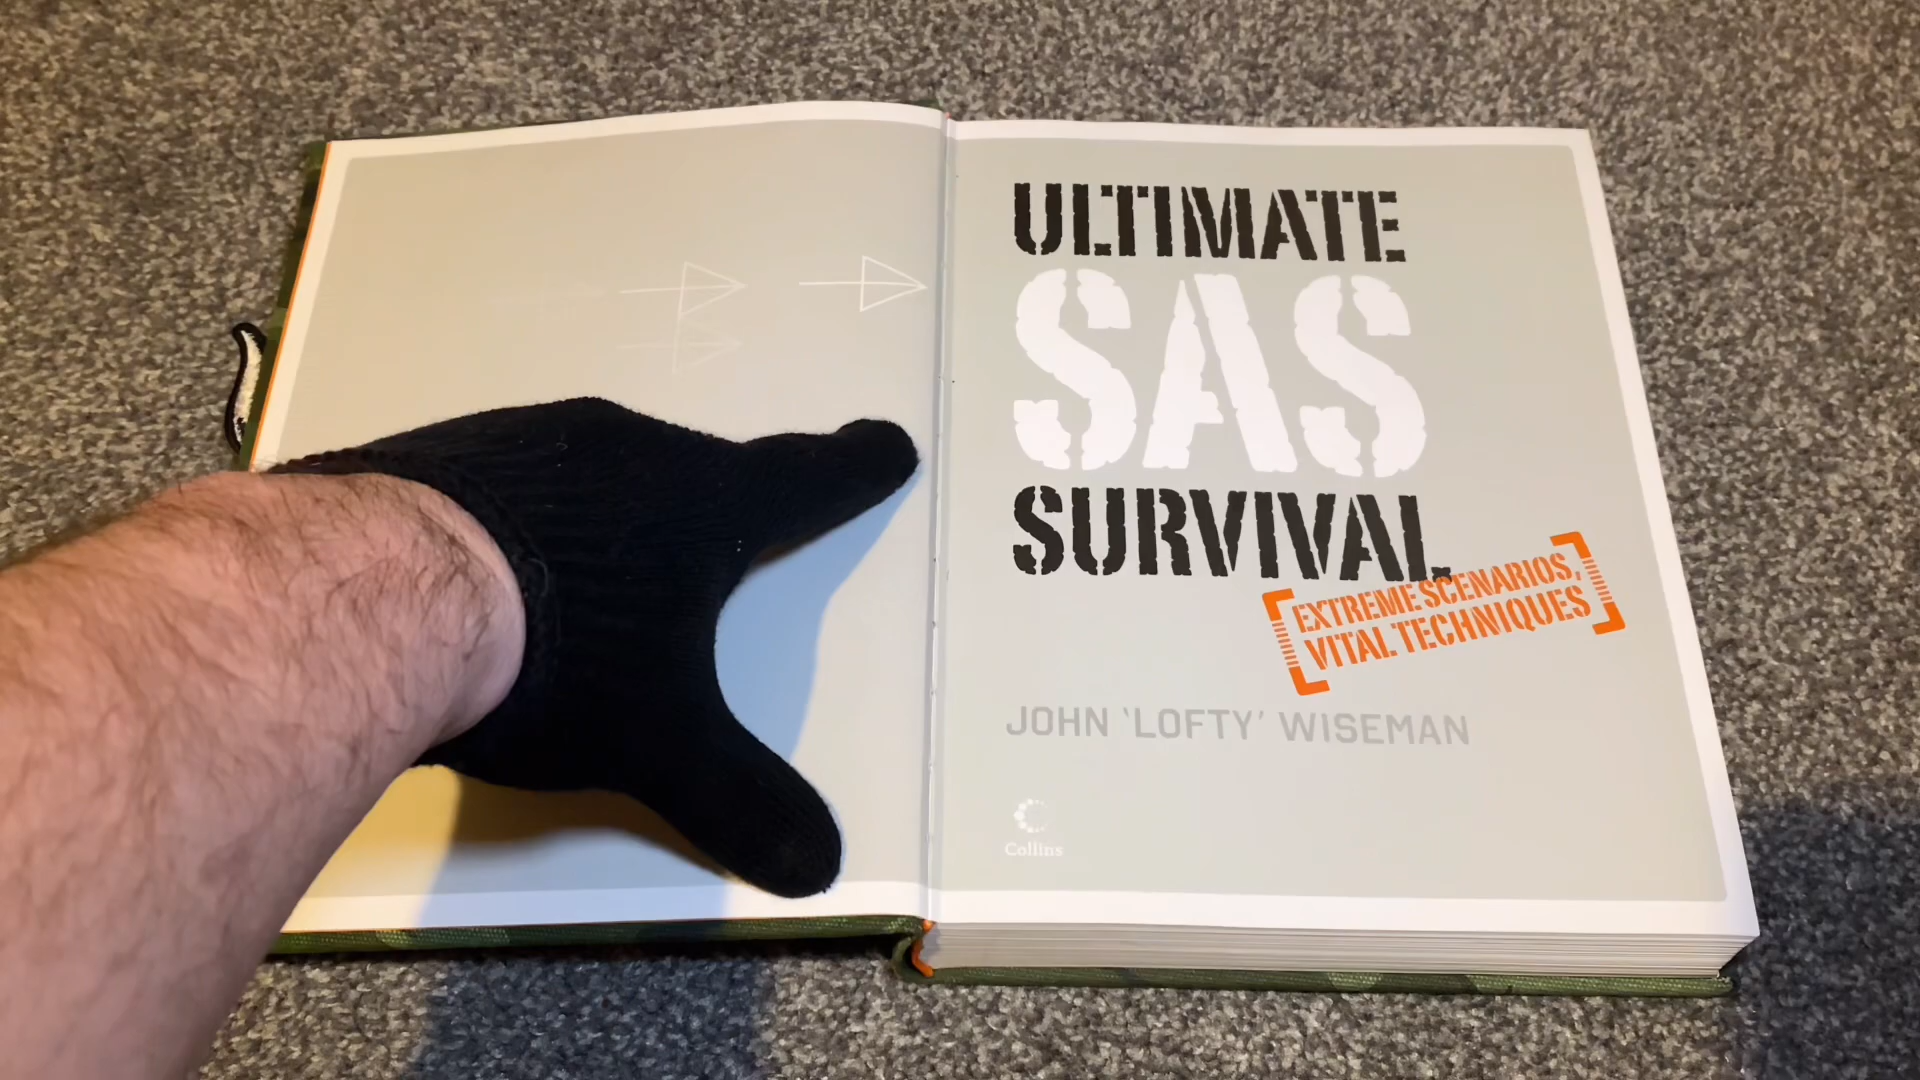 ULTIMATE
SAS
SURVIVAL
EXTREME SCENARIOS,
VITAL TECHNIQUES
JOHN 'LOFTY' WISEMAN
Collins